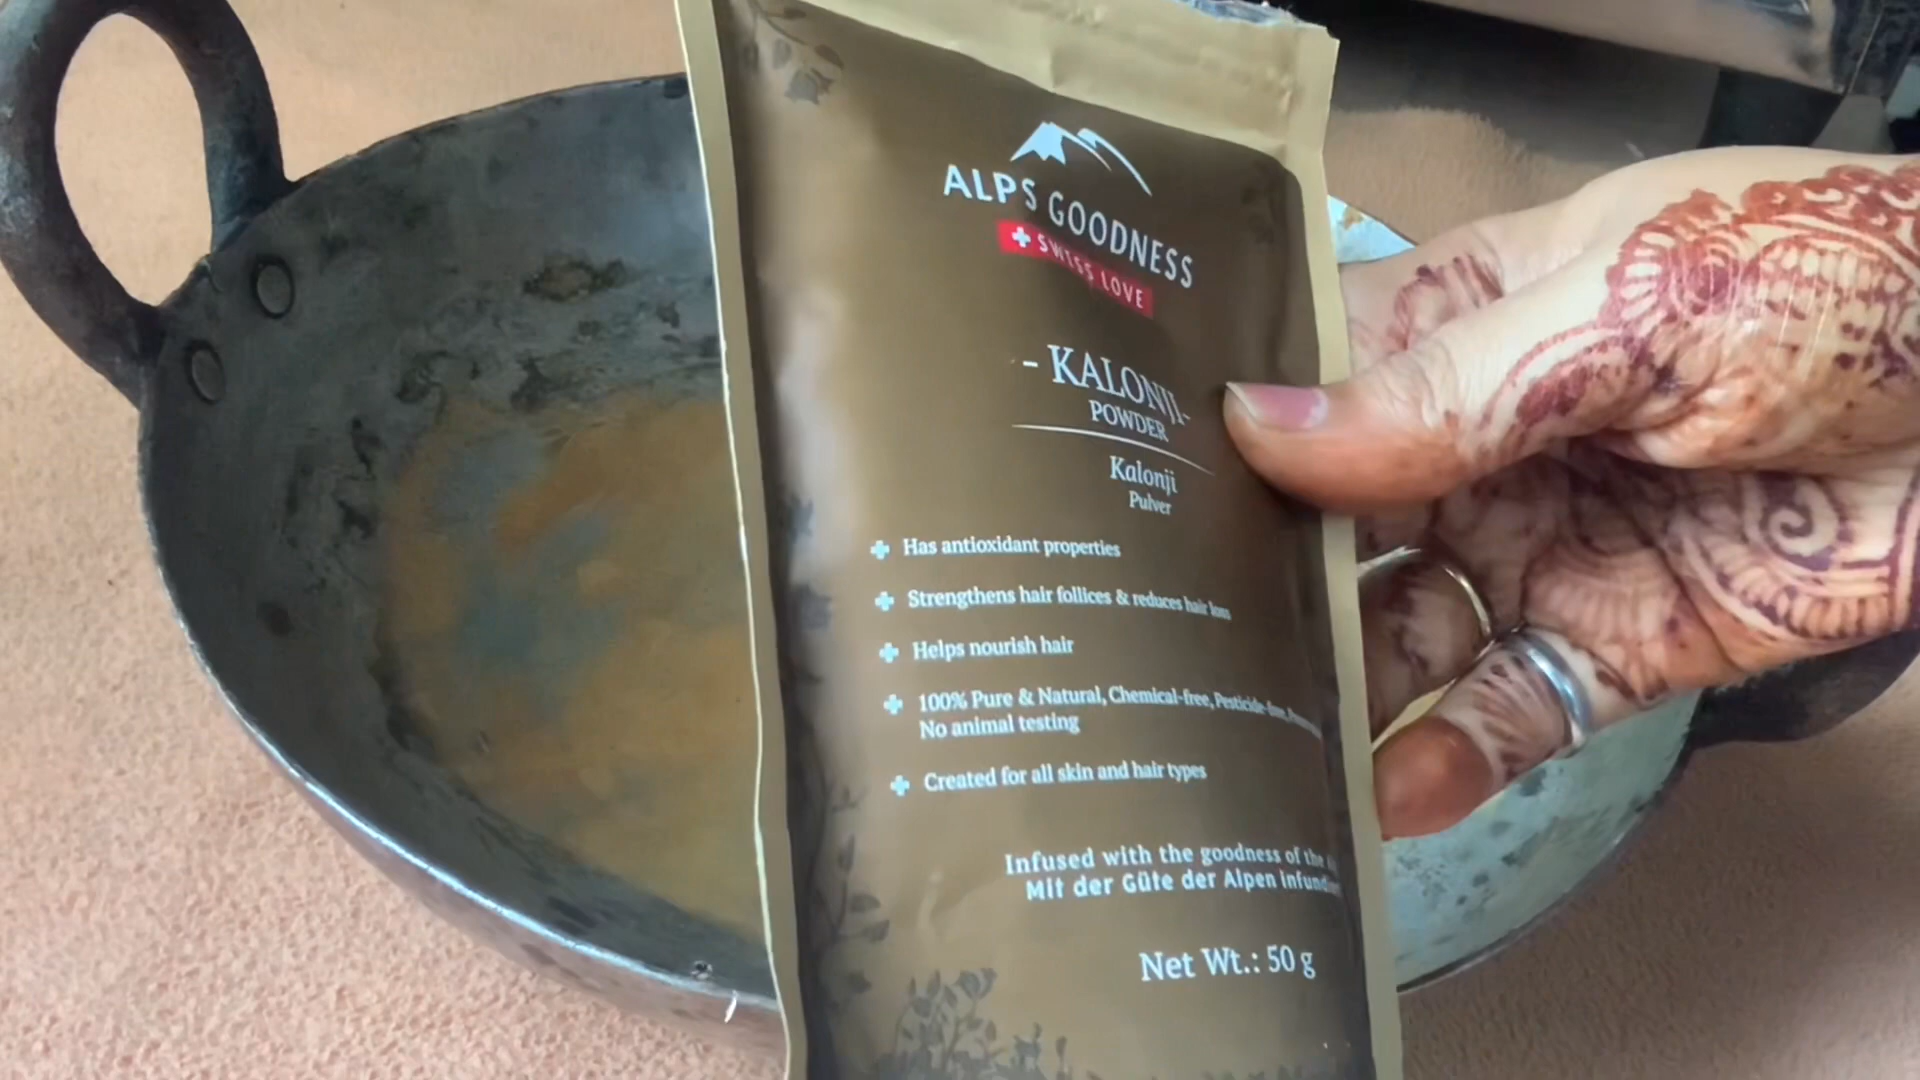 ALPS GOODNESS
+ SWISS LOVE
- KALONJI -
POWDER
Kalonji
Pulver
Has antioxidant properties
Strengthens hair follices & reduces hair loss
Helps nourish hair
100% Pure & Natural, Chemical-free, Pesticide-free,
No animal testing
Created for all skin and hair types
Infused with the goodness of the
Mit der Güte der Alpen
Net Wt.: 50 g